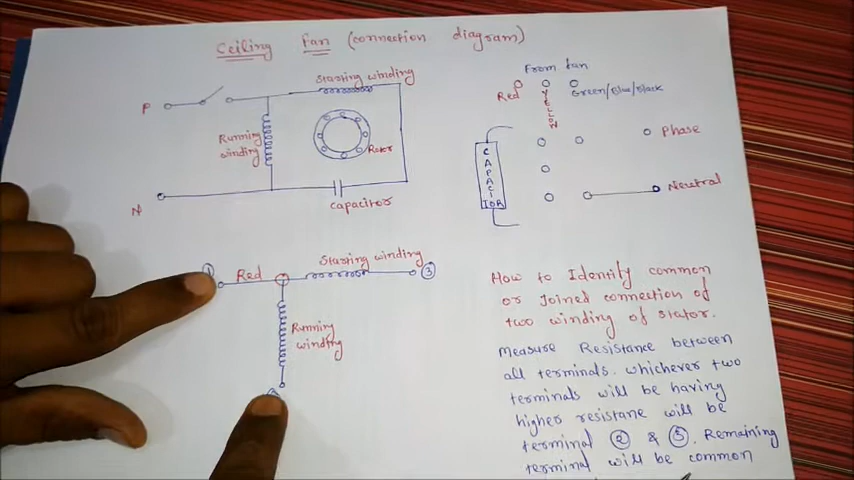 Ceiling Fan (connection diagram)
P
Starting winding
Running winding
Rotor
N
Capacitor
From fan
Red
YELLOW
Green/Blue/Black
CAPACITOR
Phase
Neutral
1
Red
Starting winding
3
Running winding
How to Identify common
or Joined connection of
two winding of stator.
Measure Resistance between
all terminals. whichever two
terminals will be having
higher resistane will be
terminal 2 & 3. Remaining
terminal will be common